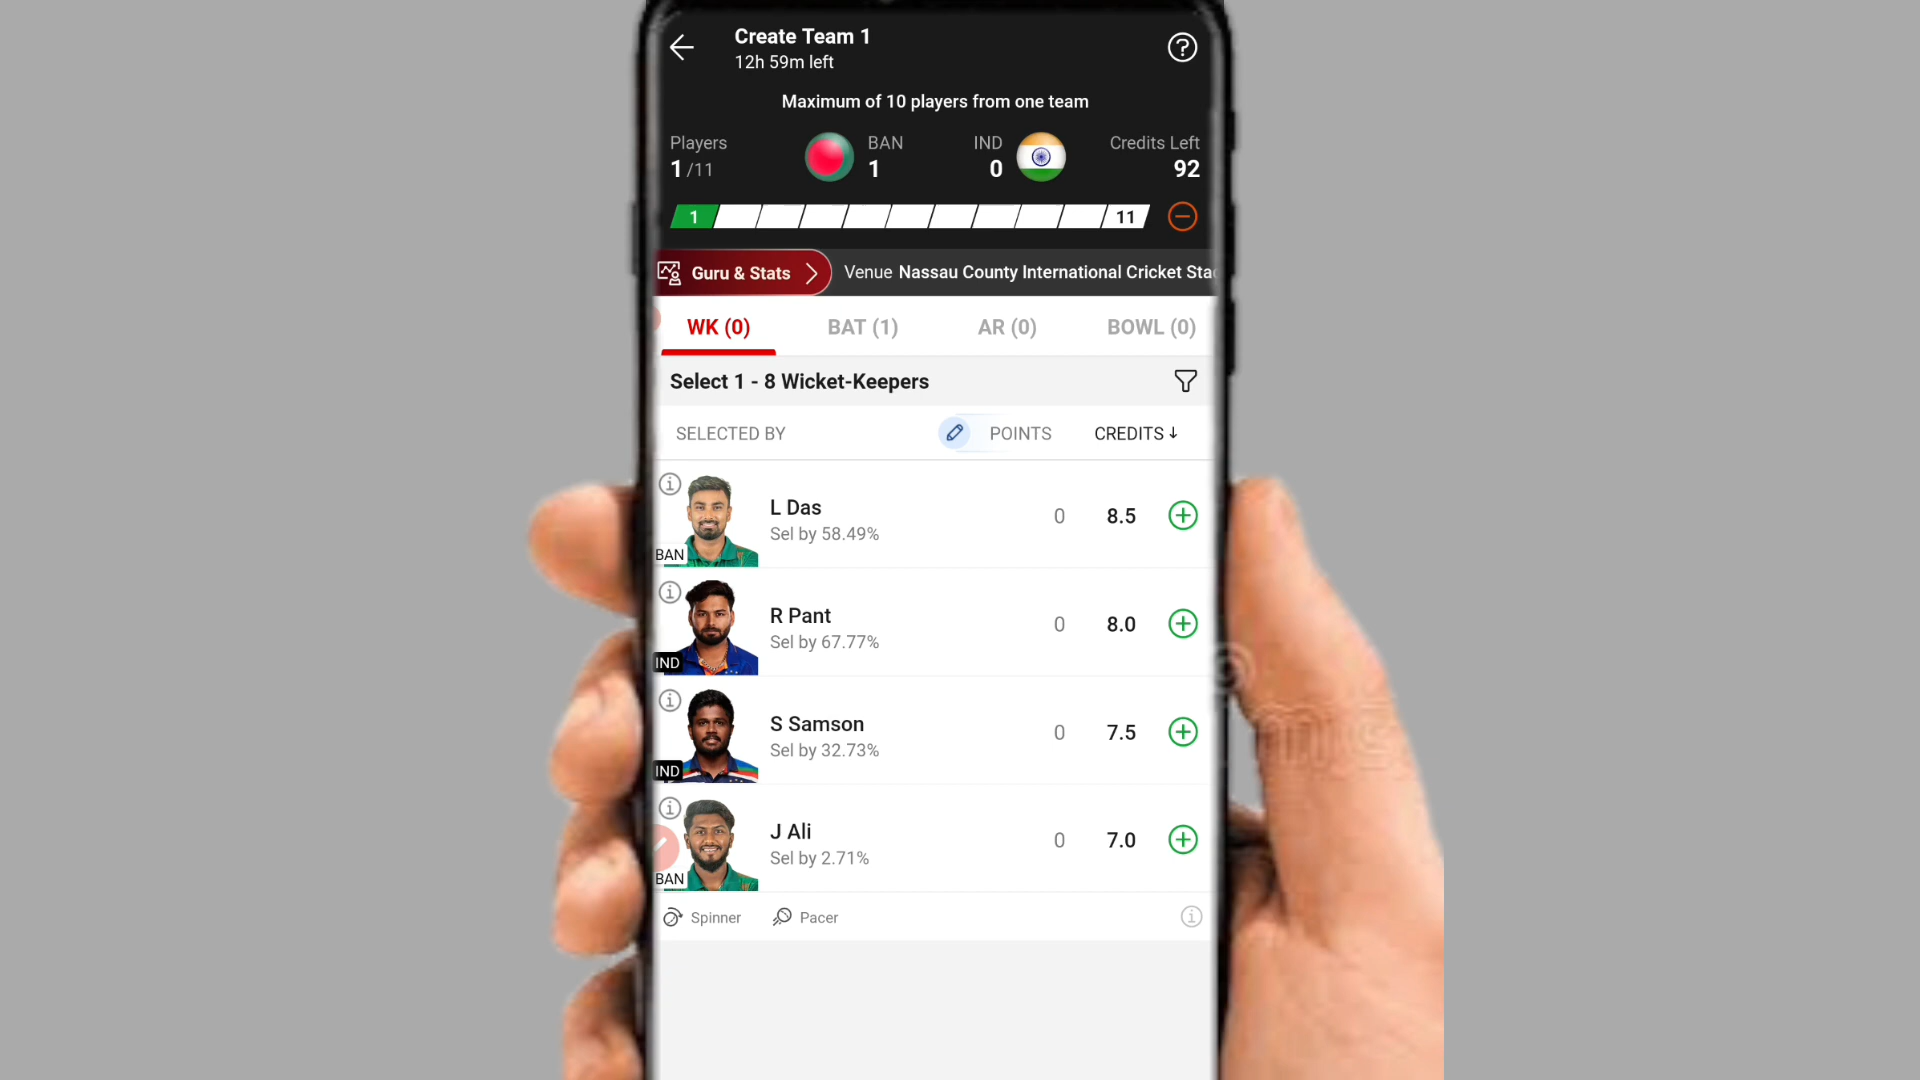 Create Team 1
12h 59m left
Maximum of 10 players from one team
Players BAN IND Credits Left
1 /11 1 0 92
1 11
Guru & Stats Venue Nassau County International Cricket Sta
WK (0) BAT (1) AR (0) BOWL (0)
Select 1 - 8 Wicket-Keepers
SELECTED BY POINTS CREDITS ↓
L Das
Sel by 58.49%
0 8.5
BAN
R Pant
Sel by 67.77%
0 8.0
IND
S Samson
Sel by 32.73%
0 7.5
IND
J Ali
Sel by 2.71%
0 7.0
BAN
Spinner Pacer